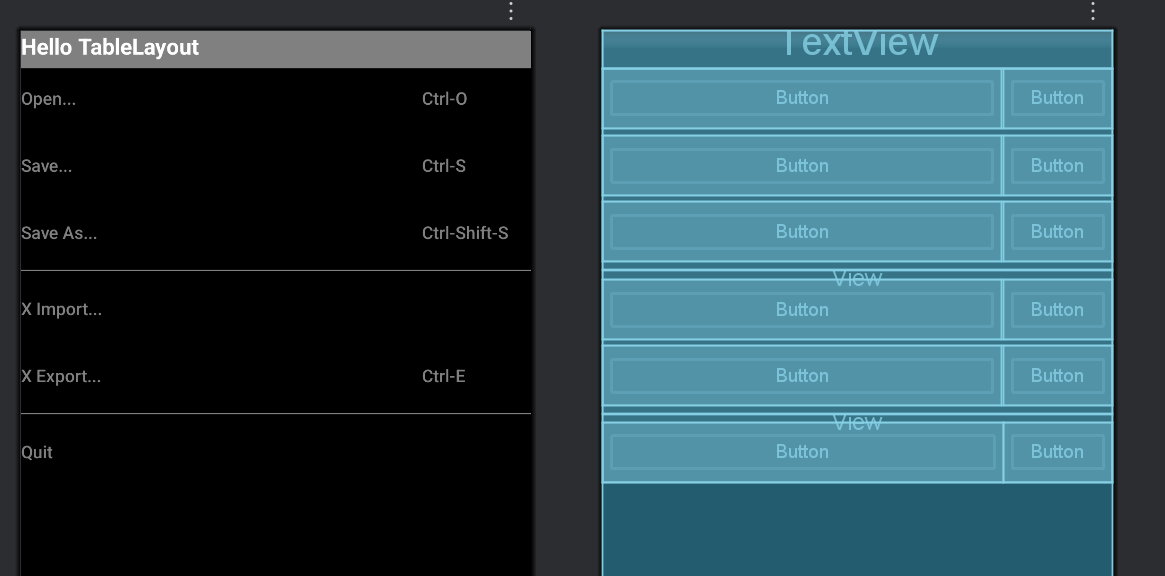 Hello TableLayout
Open... Ctrl-O
Save... Ctrl-S
Save As... Ctrl-Shift-S
X Import...
X Export... Ctrl-E
Quit
TextView
Button Button
Button Button
Button Button
View
Button Button
Button Button
View
Button Button